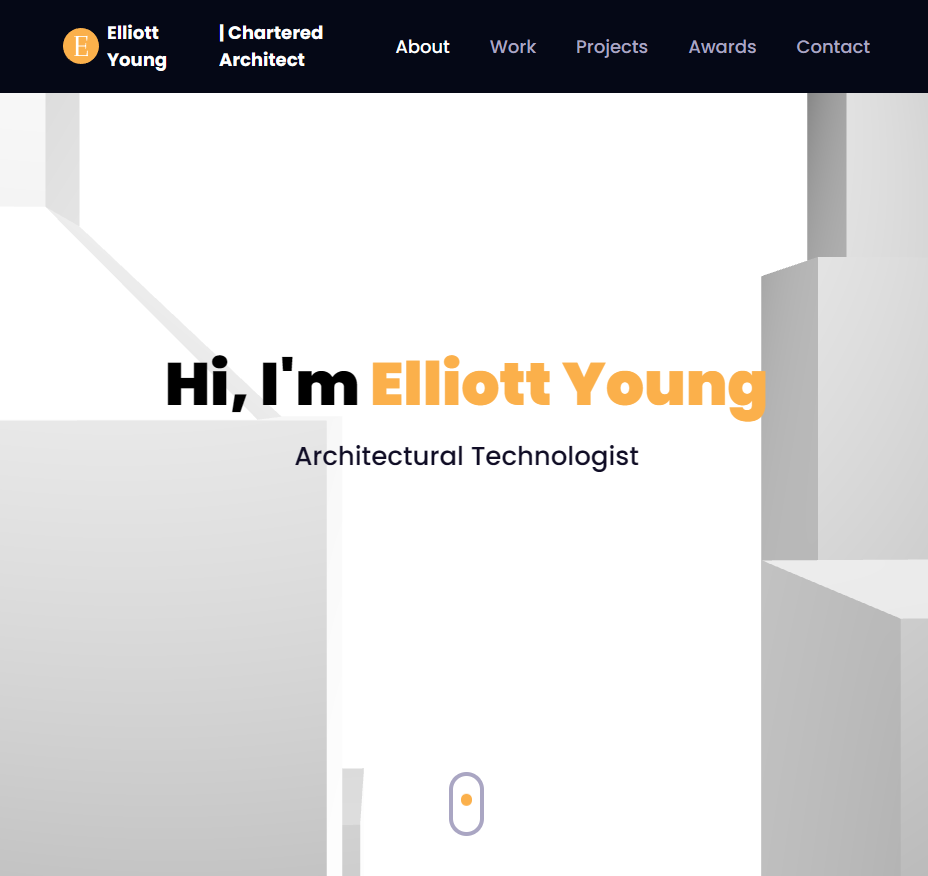 E
Elliott
Young
| Chartered
Architect
About Work Projects Awards Contact
Hi, I'm Elliott Young
Architectural Technologist